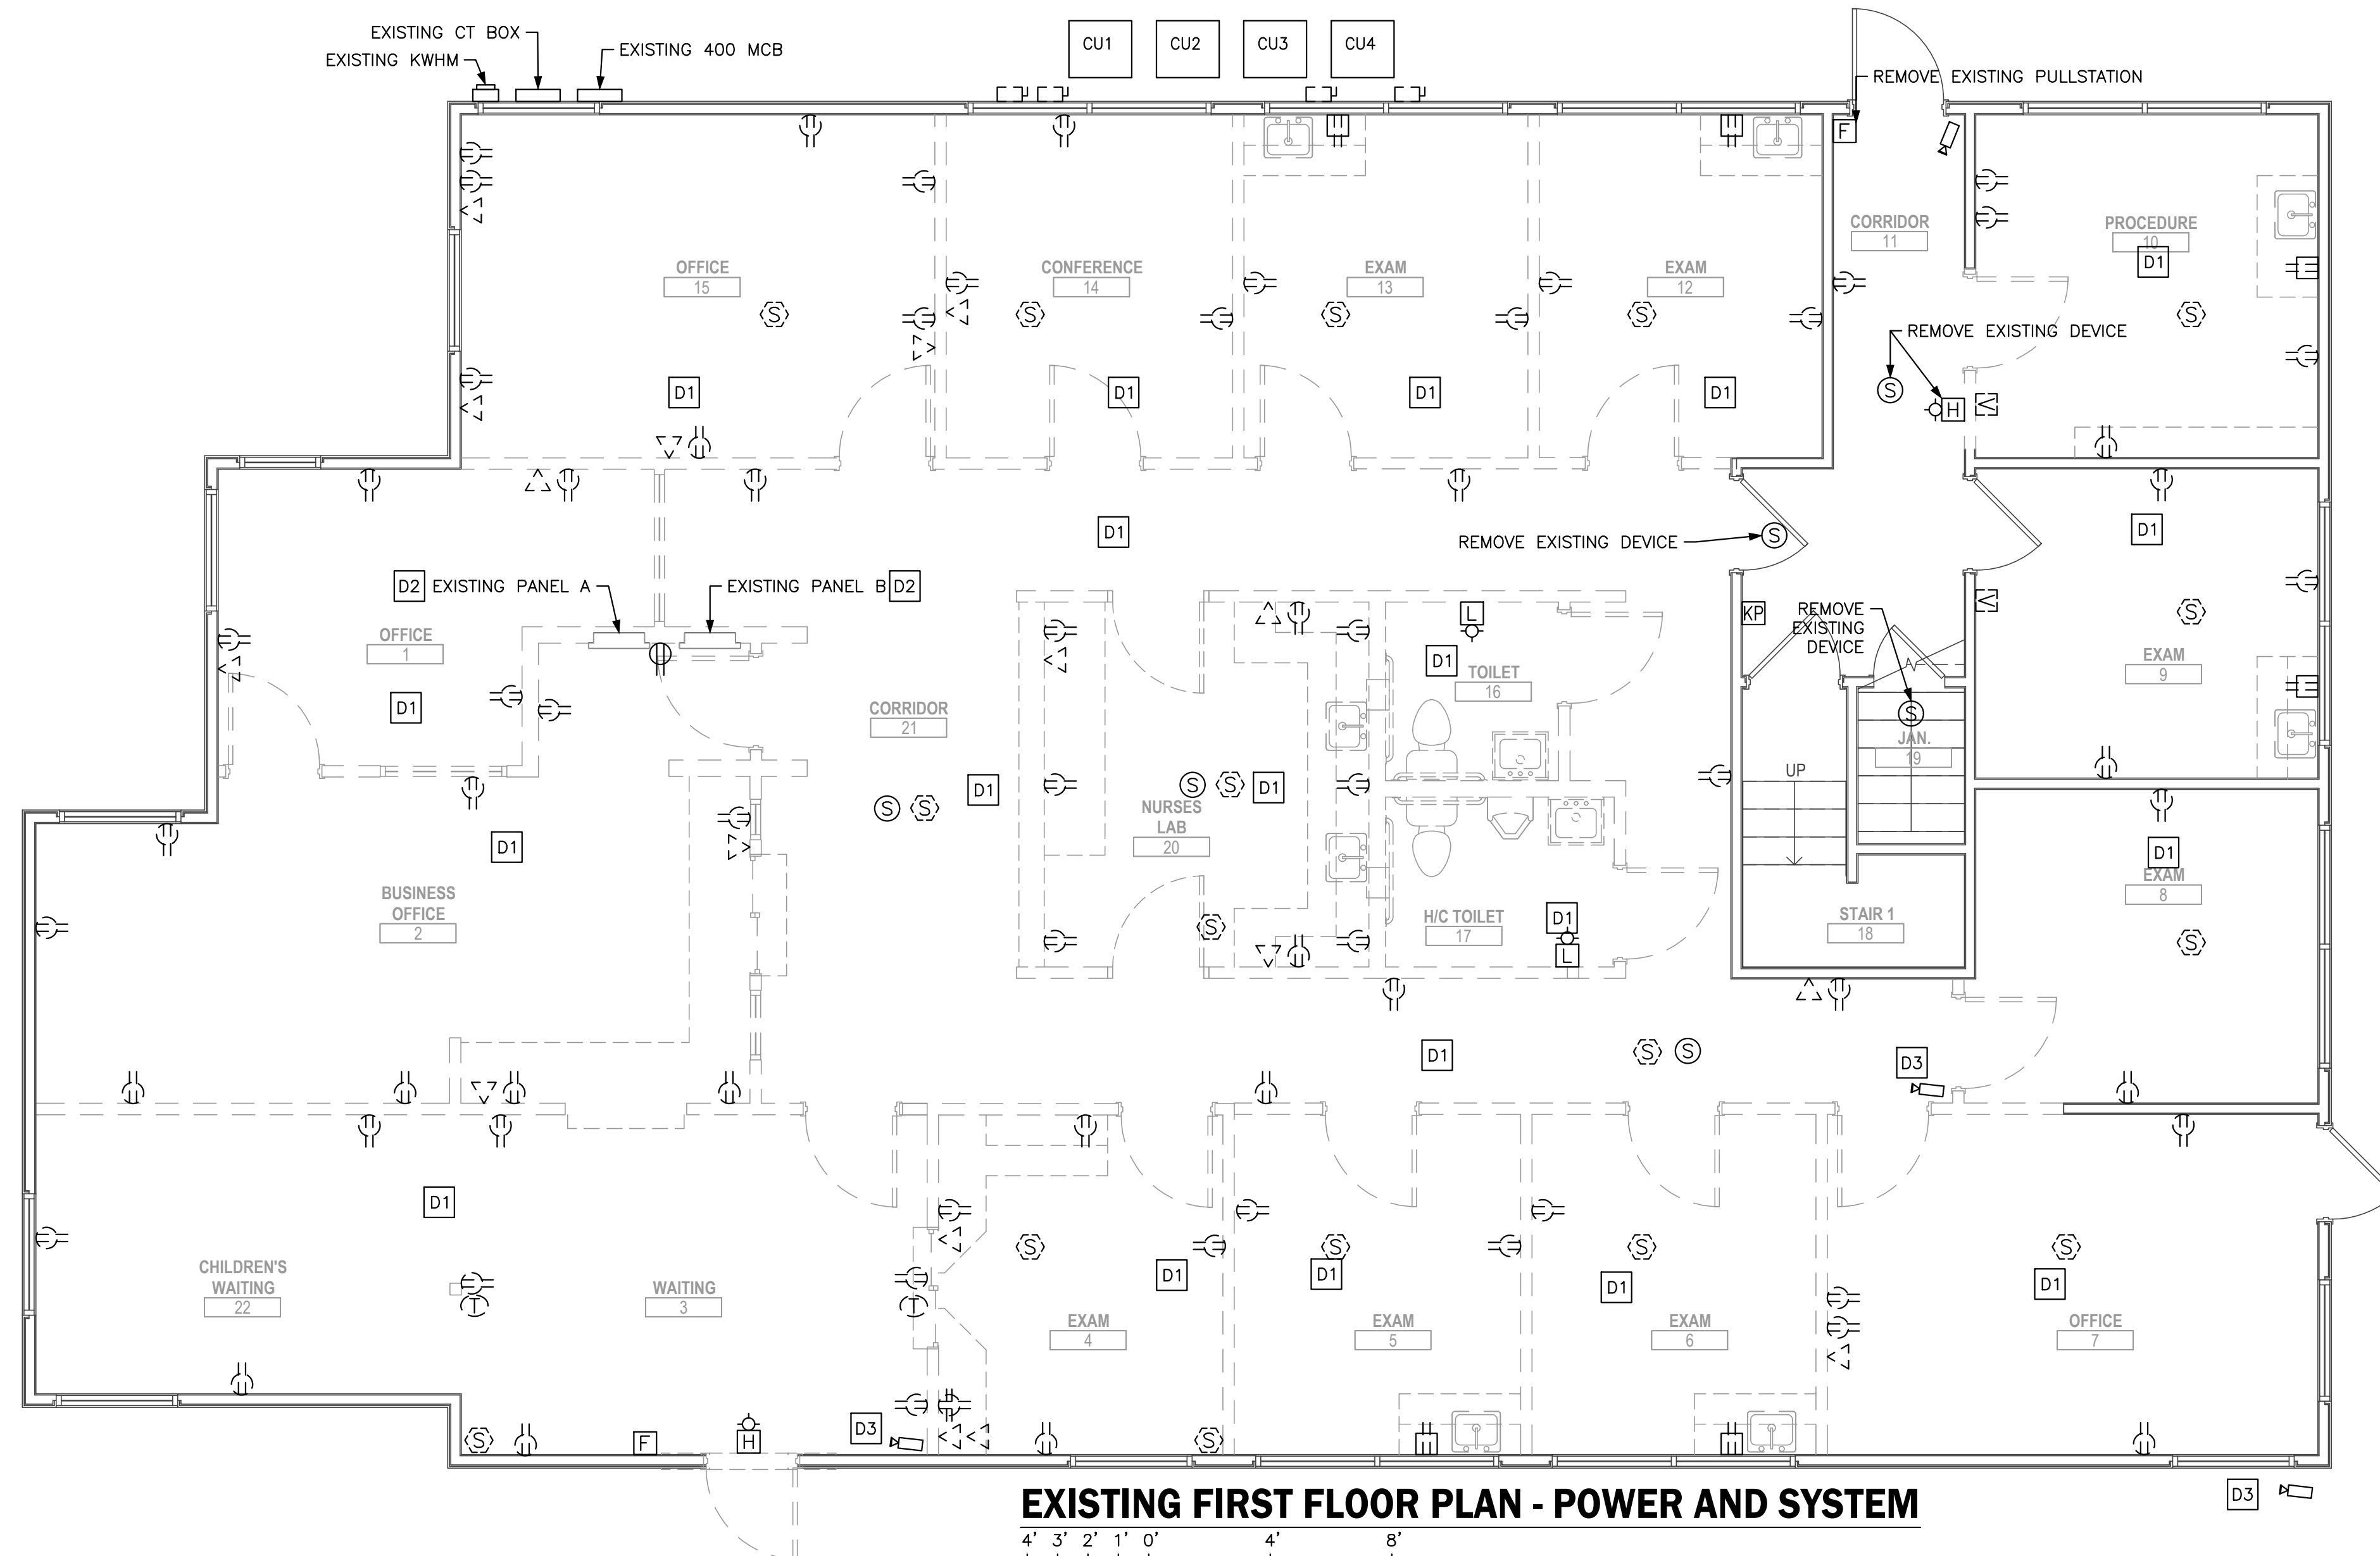 EXISTING CT BOX
EXISTING KWHM
EXISTING 400 MCB
CU1
CU2
CU3
CU4
REMOVE EXISTING PULLSTATION
F
CORRIDOR
11
PROCEDURE
10
D1
OFFICE
15
CONFERENCE
14
EXAM
13
EXAM
12
S
S
S
S
S
REMOVE EXISTING DEVICE
S
H
V
D1
D1
D1
D1
D1
D1
REMOVE EXISTING DEVICE
S
D2
EXISTING PANEL A
EXISTING PANEL B
D2
KP
REMOVE
EXISTING
DEVICE
V
S
L
OFFICE
1
D1
D1
TOILET
16
EXAM
9
CORRIDOR
21
S
JAN.
19
UP
D1
S
S
S
S
D1
NURSES
LAB
20
D1
D1
EXAM
8
BUSINESS
OFFICE
2
S
H/C TOILET
17
D1
L
STAIR 1
18
S
D1
S
S
D3
D1
S
S
S
S
CHILDREN'S
WAITING
22
T
WAITING
3
T
D1
D1
D1
D1
EXAM
4
EXAM
5
EXAM
6
OFFICE
7
S
F
H
D3
S
D3
EXISTING FIRST FLOOR PLAN - POWER AND SYSTEM
4' 3' 2' 1' 0' 4' 8'